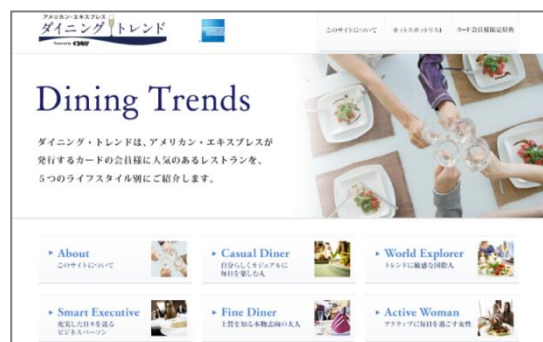 アメリカン・エキスプレス
ダイニング トレンド
Powered by ぐるなび
このサイトについて
ホットスポットリスト
カード会員様限定特典
Dining Trends
ダイニング・トレンドは、アメリカン・エキスプレスが
発行するカードの会員様に人気のあるレストランを、
5つのライフスタイル別にご紹介します。
About
このサイトについて
Casual Diner
自分らしくカジュアルに
毎日を楽しむ人
World Explorer
トレンドに敏感な国際人
Smart Executive
充実した日々を送る
ビジネスパーソン
Fine Diner
上質を知る本物志向の大人
Active Woman
アクティブに毎日を過ごす女性